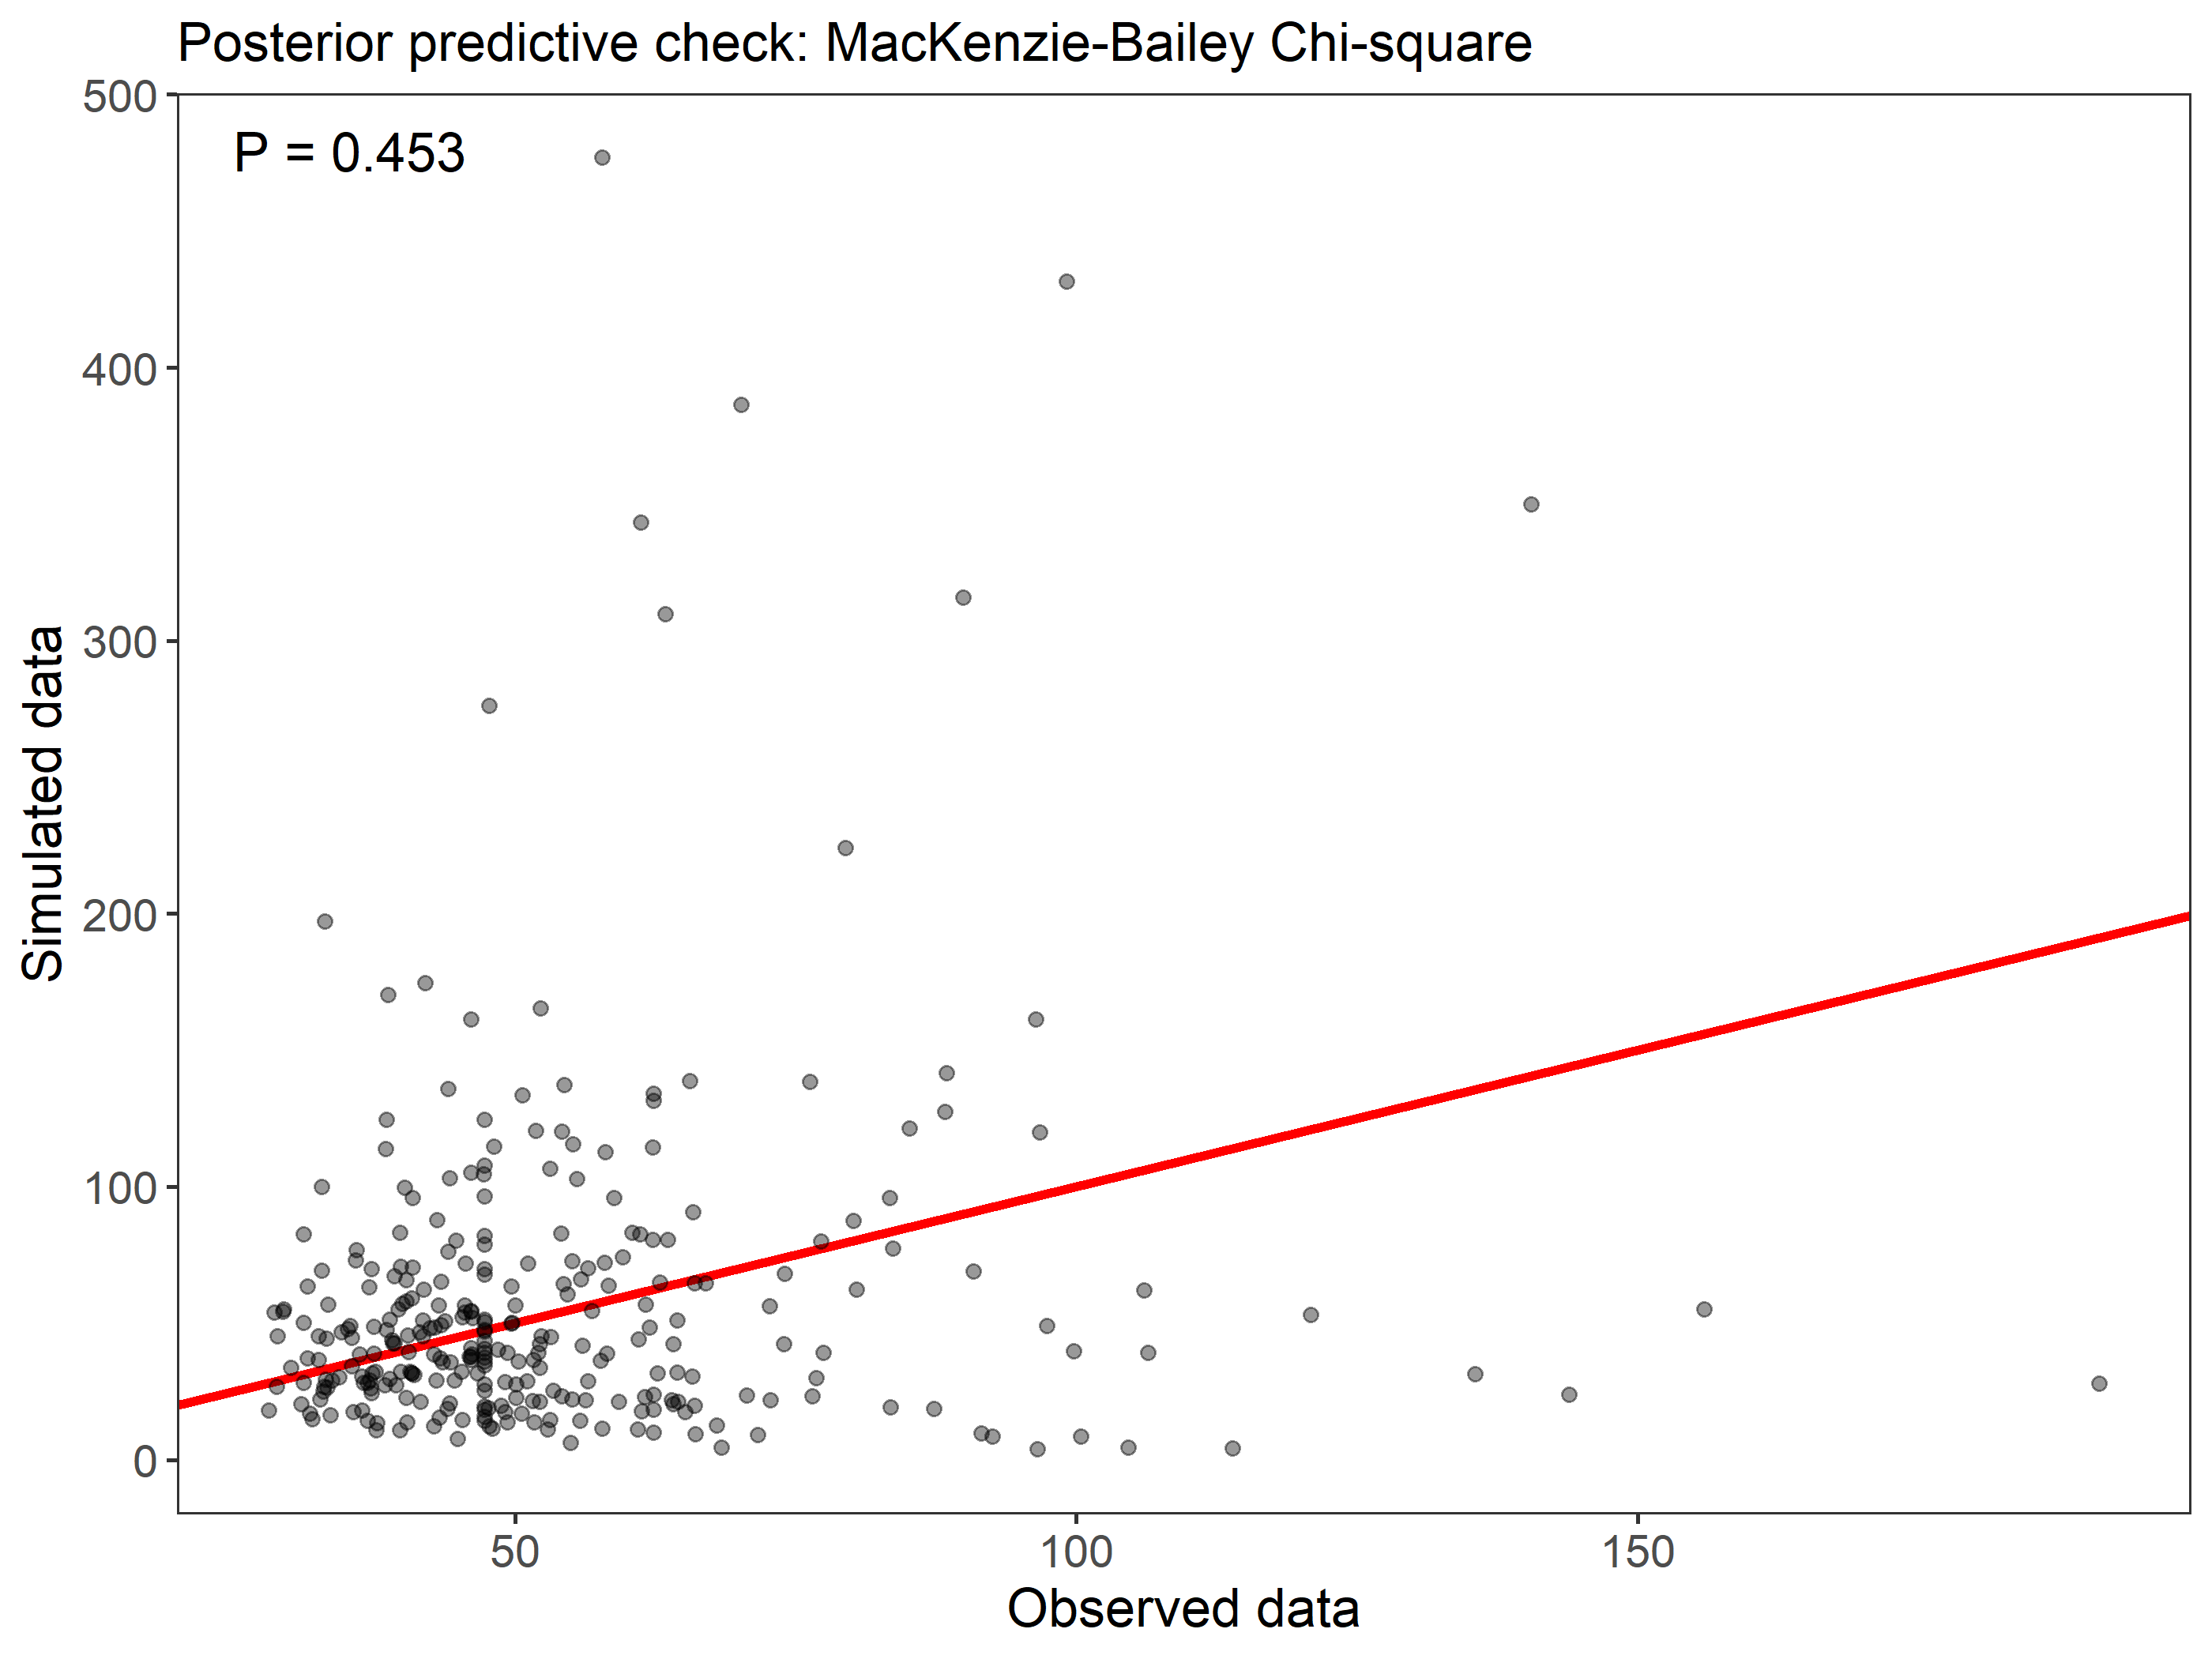 Posterior predictive check: MacKenzie-Bailey Chi-square
P = 0.453
500
400
300
200
100
0
Simulated data
50
100
150
Observed data